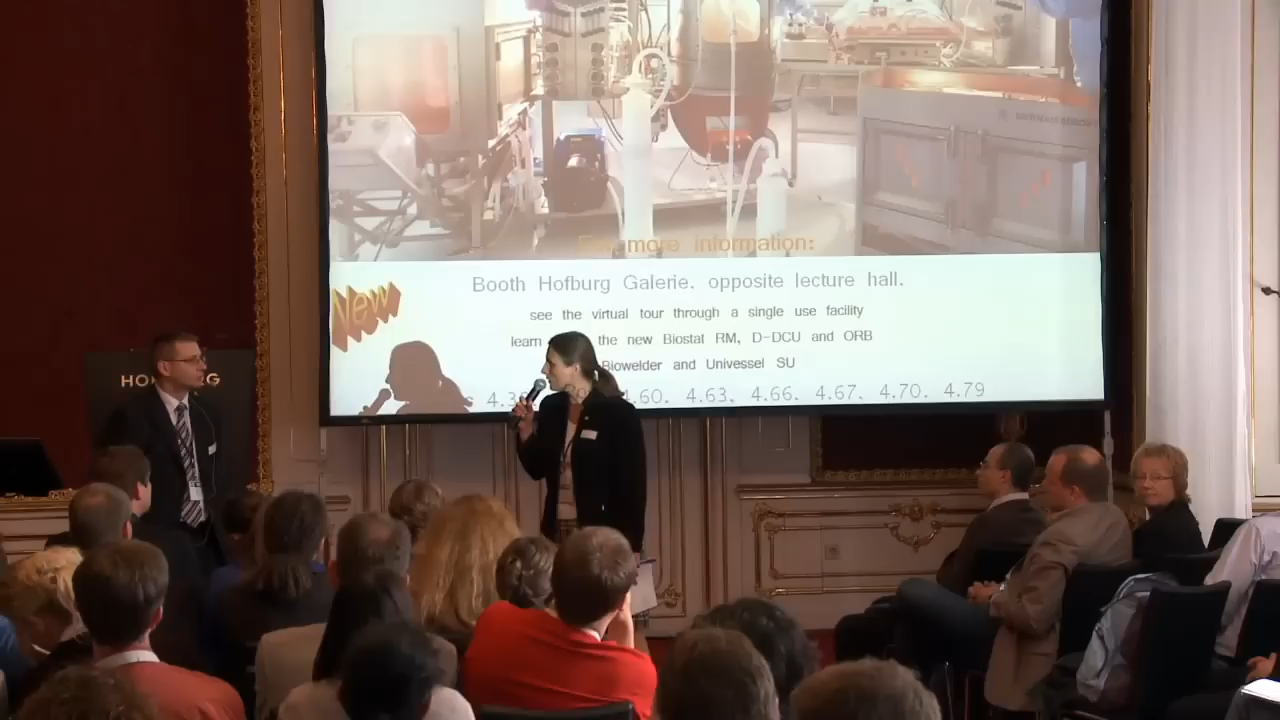 For more information:
Booth Hofburg Galerie. opposite lecture hall.
New
see the virtual tour through a single use facility
learn the new Biostat RM, D-DCU and ORB
Biowelder and Univessel SU
4.60. 4.63. 4.66. 4.67. 4.70. 4.79